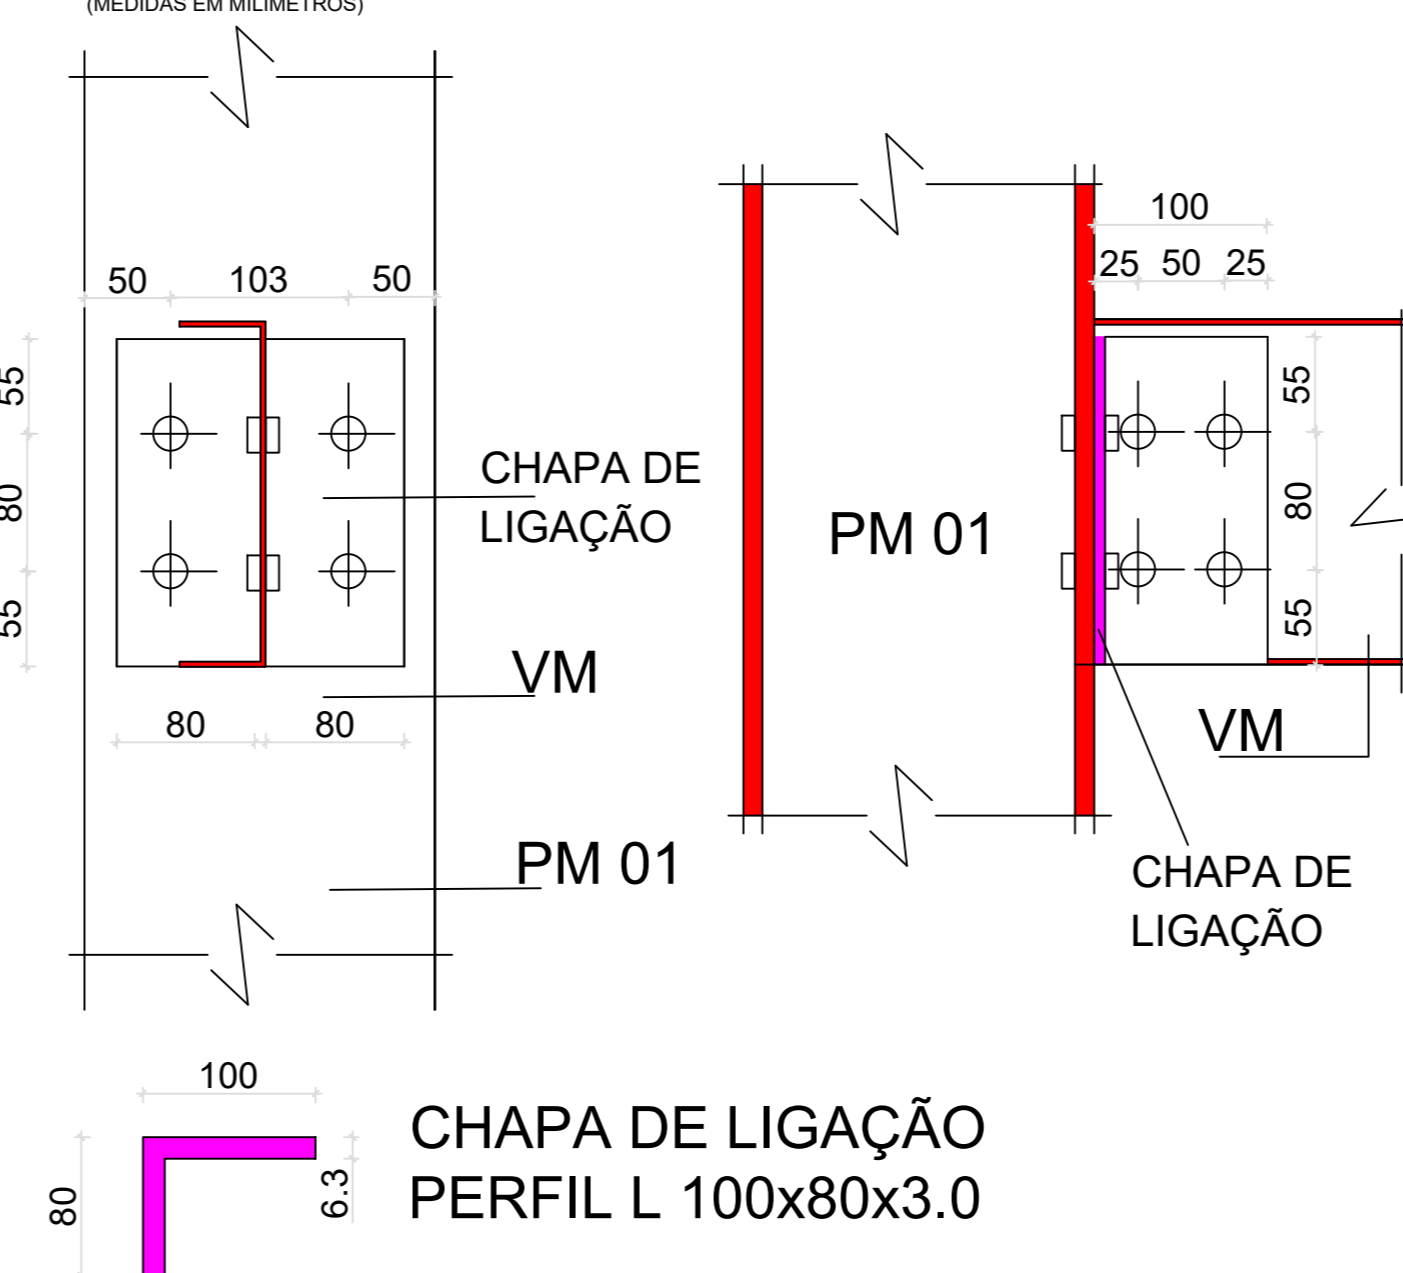 (MEDIDAS EM MILÍMETROS)
50 103 50
55
80
55
80 80
CHAPA DE
LIGAÇÃO
VM
PM 01
100
25 50 25
PM 01
55
80
55
VM
CHAPA DE
LIGAÇÃO
100
80
6.3
CHAPA DE LIGAÇÃO
PERFIL L 100x80x3.0